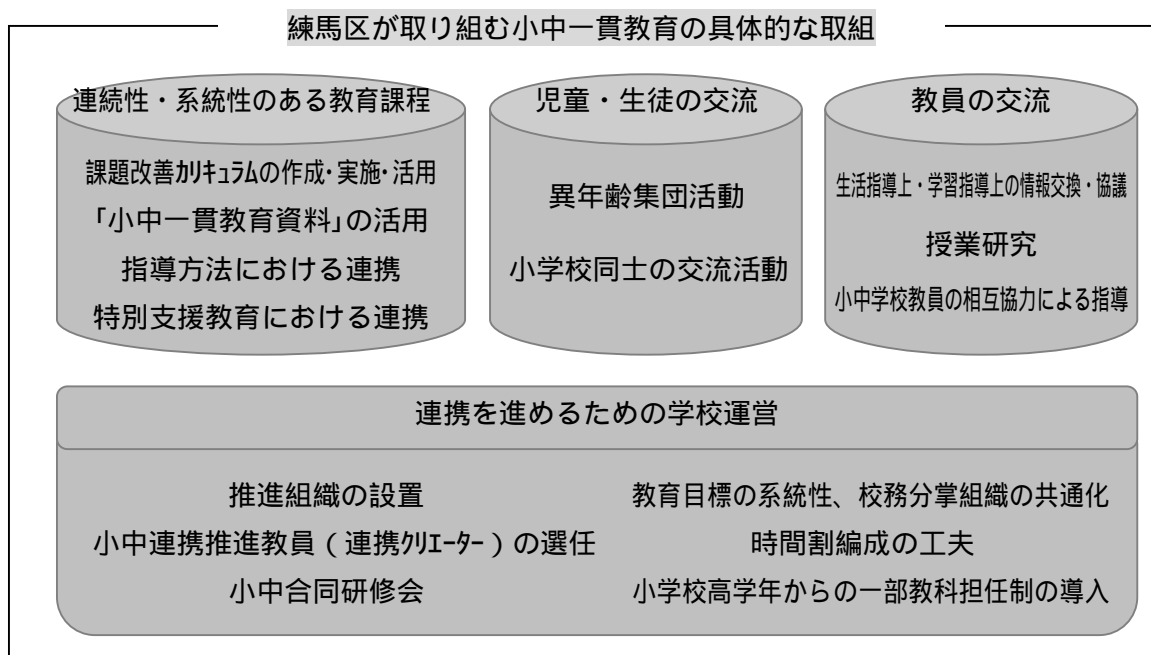 練馬区が取り組む小中一貫教育の具体的な取組
連続性・系統性のある教育課程
課題改善ｶﾘｷｭﾗﾑの作成･実施･活用
｢小中一貫教育資料｣の活用
指導方法における連携
特別支援教育における連携
児童・生徒の交流
異年齢集団活動
小学校同士の交流活動
教員の交流
生活指導上・学習指導上の情報交換・協議
授業研究
小中学校教員の相互協力による指導
連携を進めるための学校運営
推進組織の設置
小中連携推進教員（連携ｸﾘｴｰﾀｰ）の選任
小中合同研修会
教育目標の系統性、校務分掌組織の共通化
時間割編成の工夫
小学校高学年からの一部教科担任制の導入